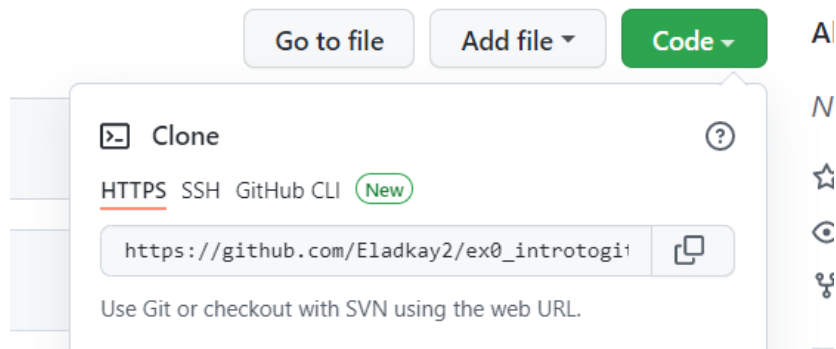 Go to file Add file Code
Clone
HTTPS SSH GitHub CLI New
https://github.com/Eladkay2/ex0_introtogit
Use Git or checkout with SVN using the web URL.